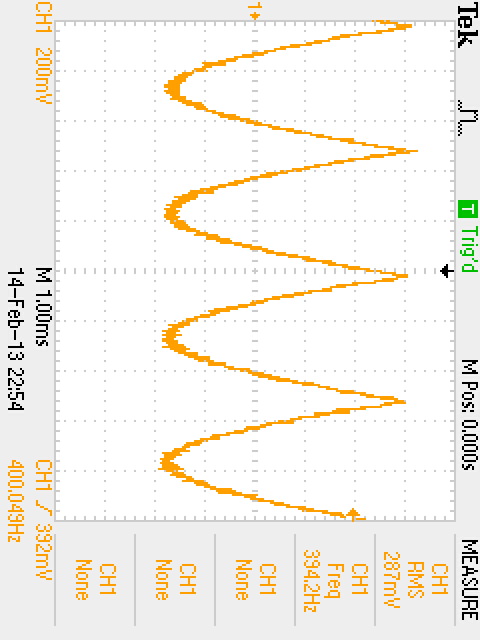 Tek T Trig'd M Pos: 0.000s MEASURE
CH1
RMS
287mV
CH1
Freq
394.2Hz
CH1
None
CH1
None
CH1
None
1
CH1 200mV M 1.00ms CH1 / 392mV
14-Feb-13 22:54 400.049Hz